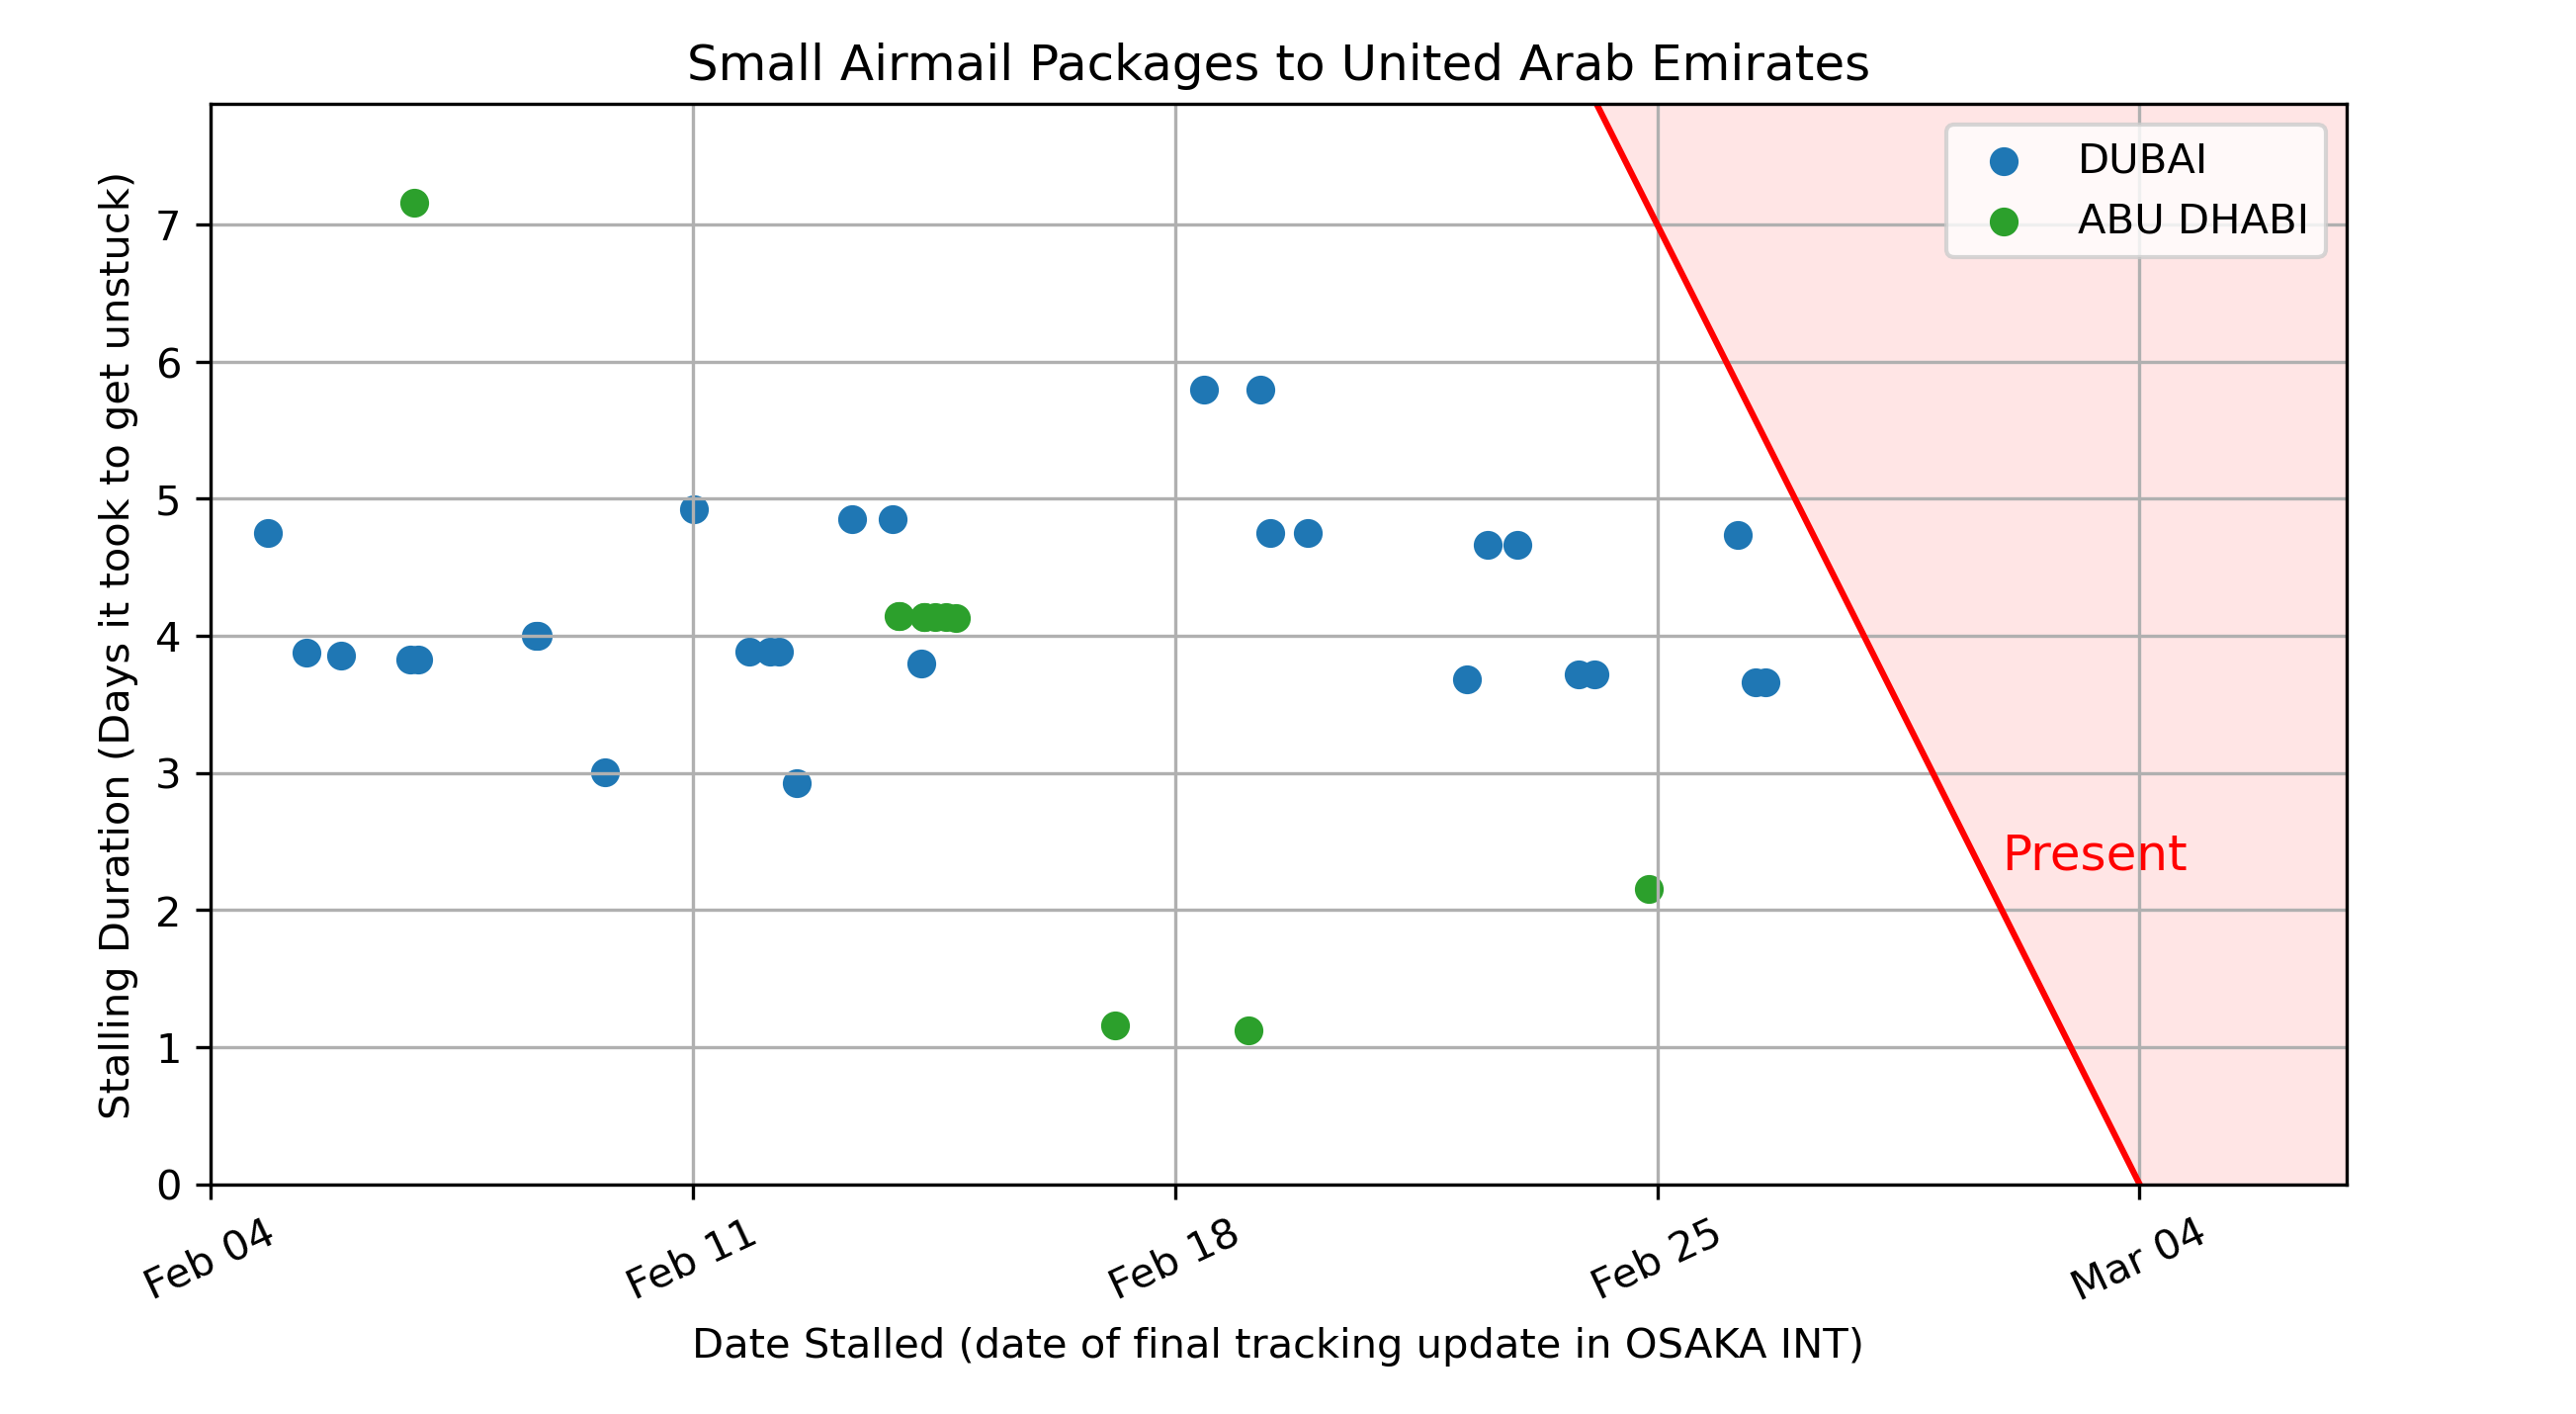 Small Airmail Packages to United Arab Emirates
DUBAI
ABU DHABI
Stalling Duration (Days it took to get unstuck)
7
6
5
4
3
2
1
0
Present
Feb 04
Feb 11
Feb 18
Feb 25
Mar 04
Date Stalled (date of final tracking update in OSAKA INT)